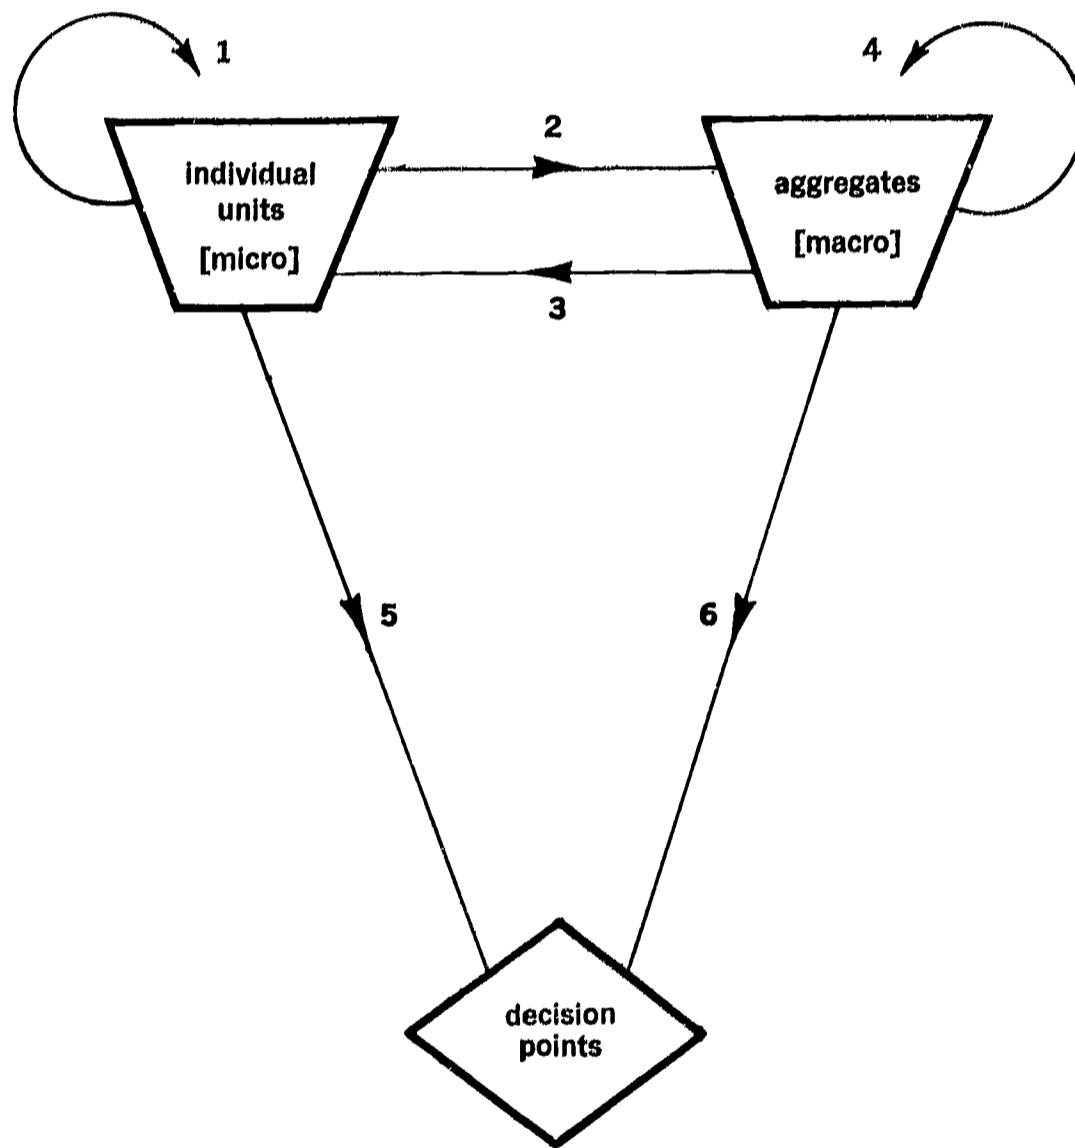 1
4
2
individual
units
[micro]
aggregates
[macro]
3
5
6
decision
points